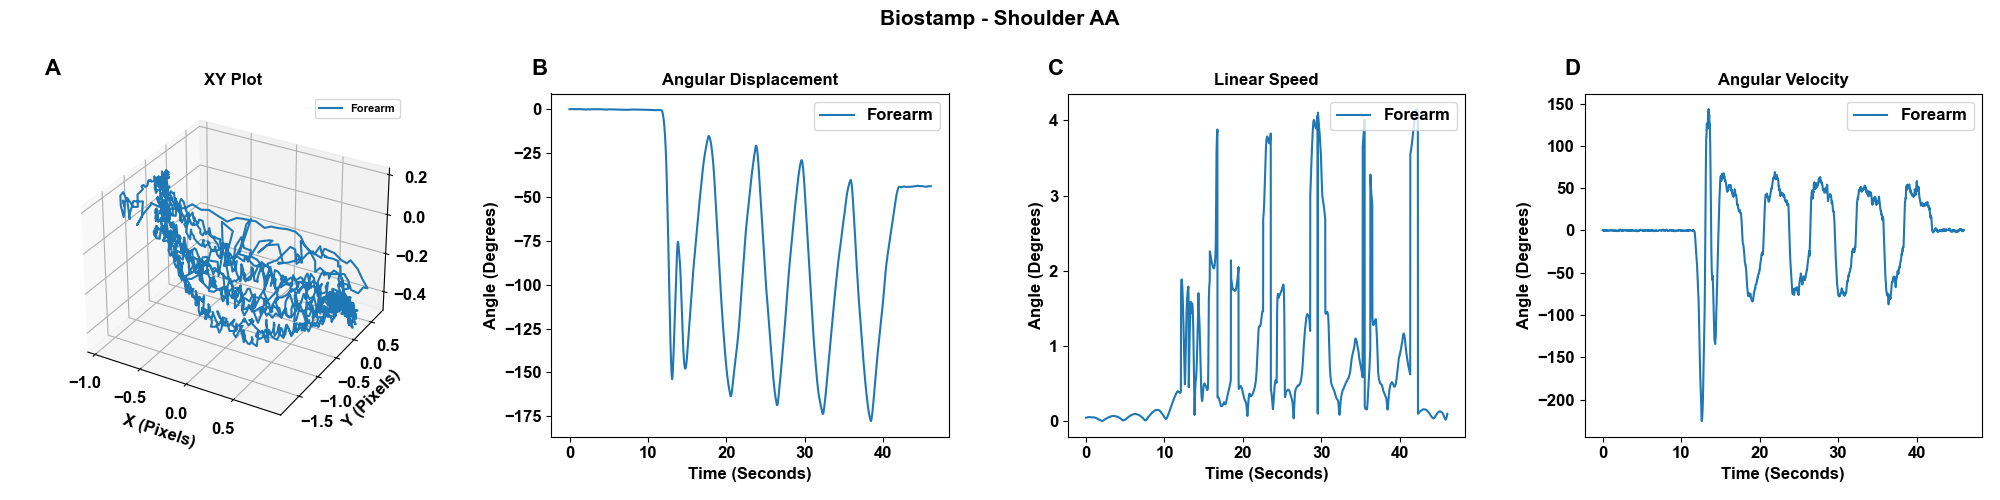 Biostamp - Shoulder AA
A
XY Plot
Forearm
0.2
0.0
−0.2
−0.4
−1.0
−0.5
0.0
0.5
X (Pixels)
0.5
0.0
−0.5
−1.0
−1.5
Y (Pixels)
B
Angular Displacement
Forearm
0
−25
−50
−75
−100
−125
−150
−175
Angle (Degrees)
0 10 20 30 40
Time (Seconds)
C
Linear Speed
Forearm
4
3
2
1
0
Angle (Degrees)
0 10 20 30 40
Time (Seconds)
D
Angular Velocity
Forearm
150
100
50
0
−50
−100
−150
−200
Angle (Degrees)
0 20 40
Time (Seconds)